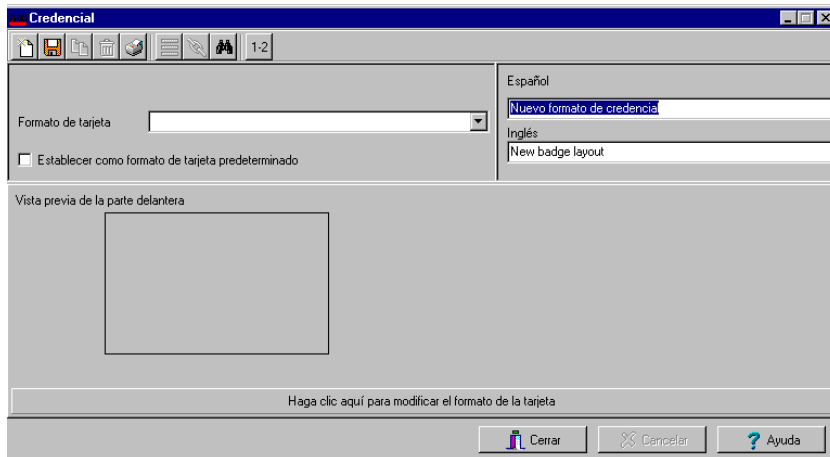 Credencial
1-2
Español
Nuevo formato de credencial
Formato de tarjeta
Inglés
New badge layout
Establecer como formato de tarjeta predeterminado
Vista previa de la parte delantera
Haga clic aquí para modificar el formato de la tarjeta
Cerrar
Cancelar
Ayuda